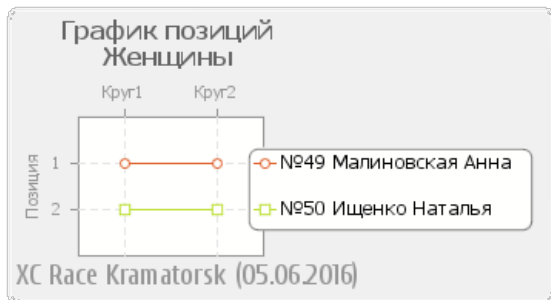 График позиций
Женщины
Круг1 Круг2
Позиция
1
2
№49 Малиновская Анна
№50 Ищенко Наталья
XC Race Kramatorsk (05.06.2016)